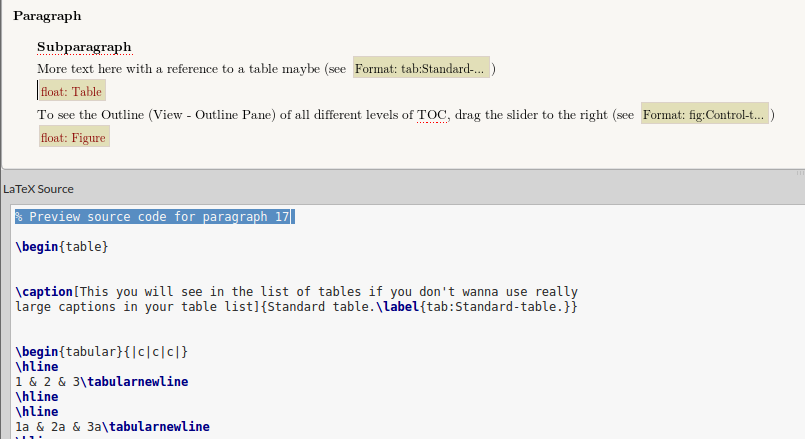 Paragraph
Subparagraph
More text here with a reference to a table maybe (see Format: tab:Standard-... )
float: Table
To see the Outline (View - Outline Pane) of all different levels of TOC, drag the slider to the right (see Format: fig:Control-t... )
float: Figure
LaTeX Source
% Preview source code for paragraph 17
\begin{table}
\caption[This you will see in the list of tables if you don't wanna use really
large captions in your table list]{Standard table.\label{tab:Standard-table.}}
\begin{tabular}{|c|c|c|}
\hline
1 & 2 & 3\tabularnewline
\hline
\hline
1a & 2a & 3a\tabularnewline